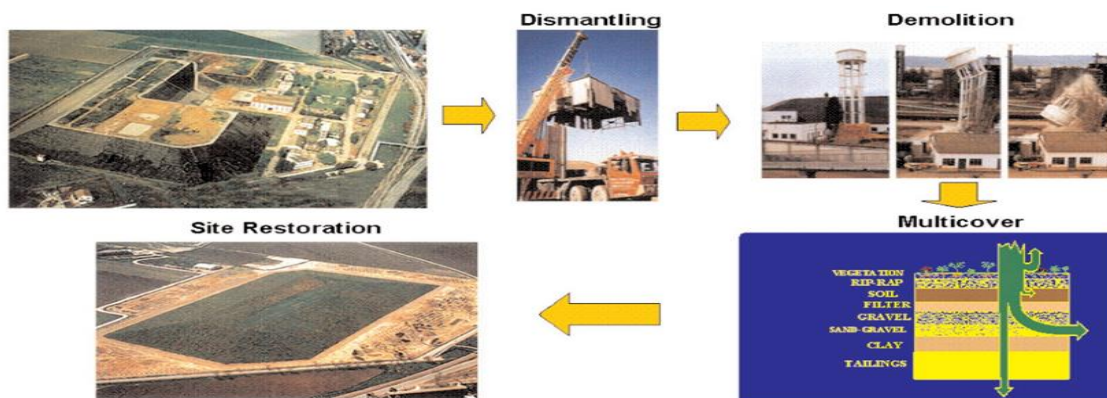 Dismantling
Demolition
Site Restoration
Multicover
VEGETATION
RIP-RAP
SOIL
FILTER
GRAVEL
SAND-GRAVEL
CLAY
TAILINGS